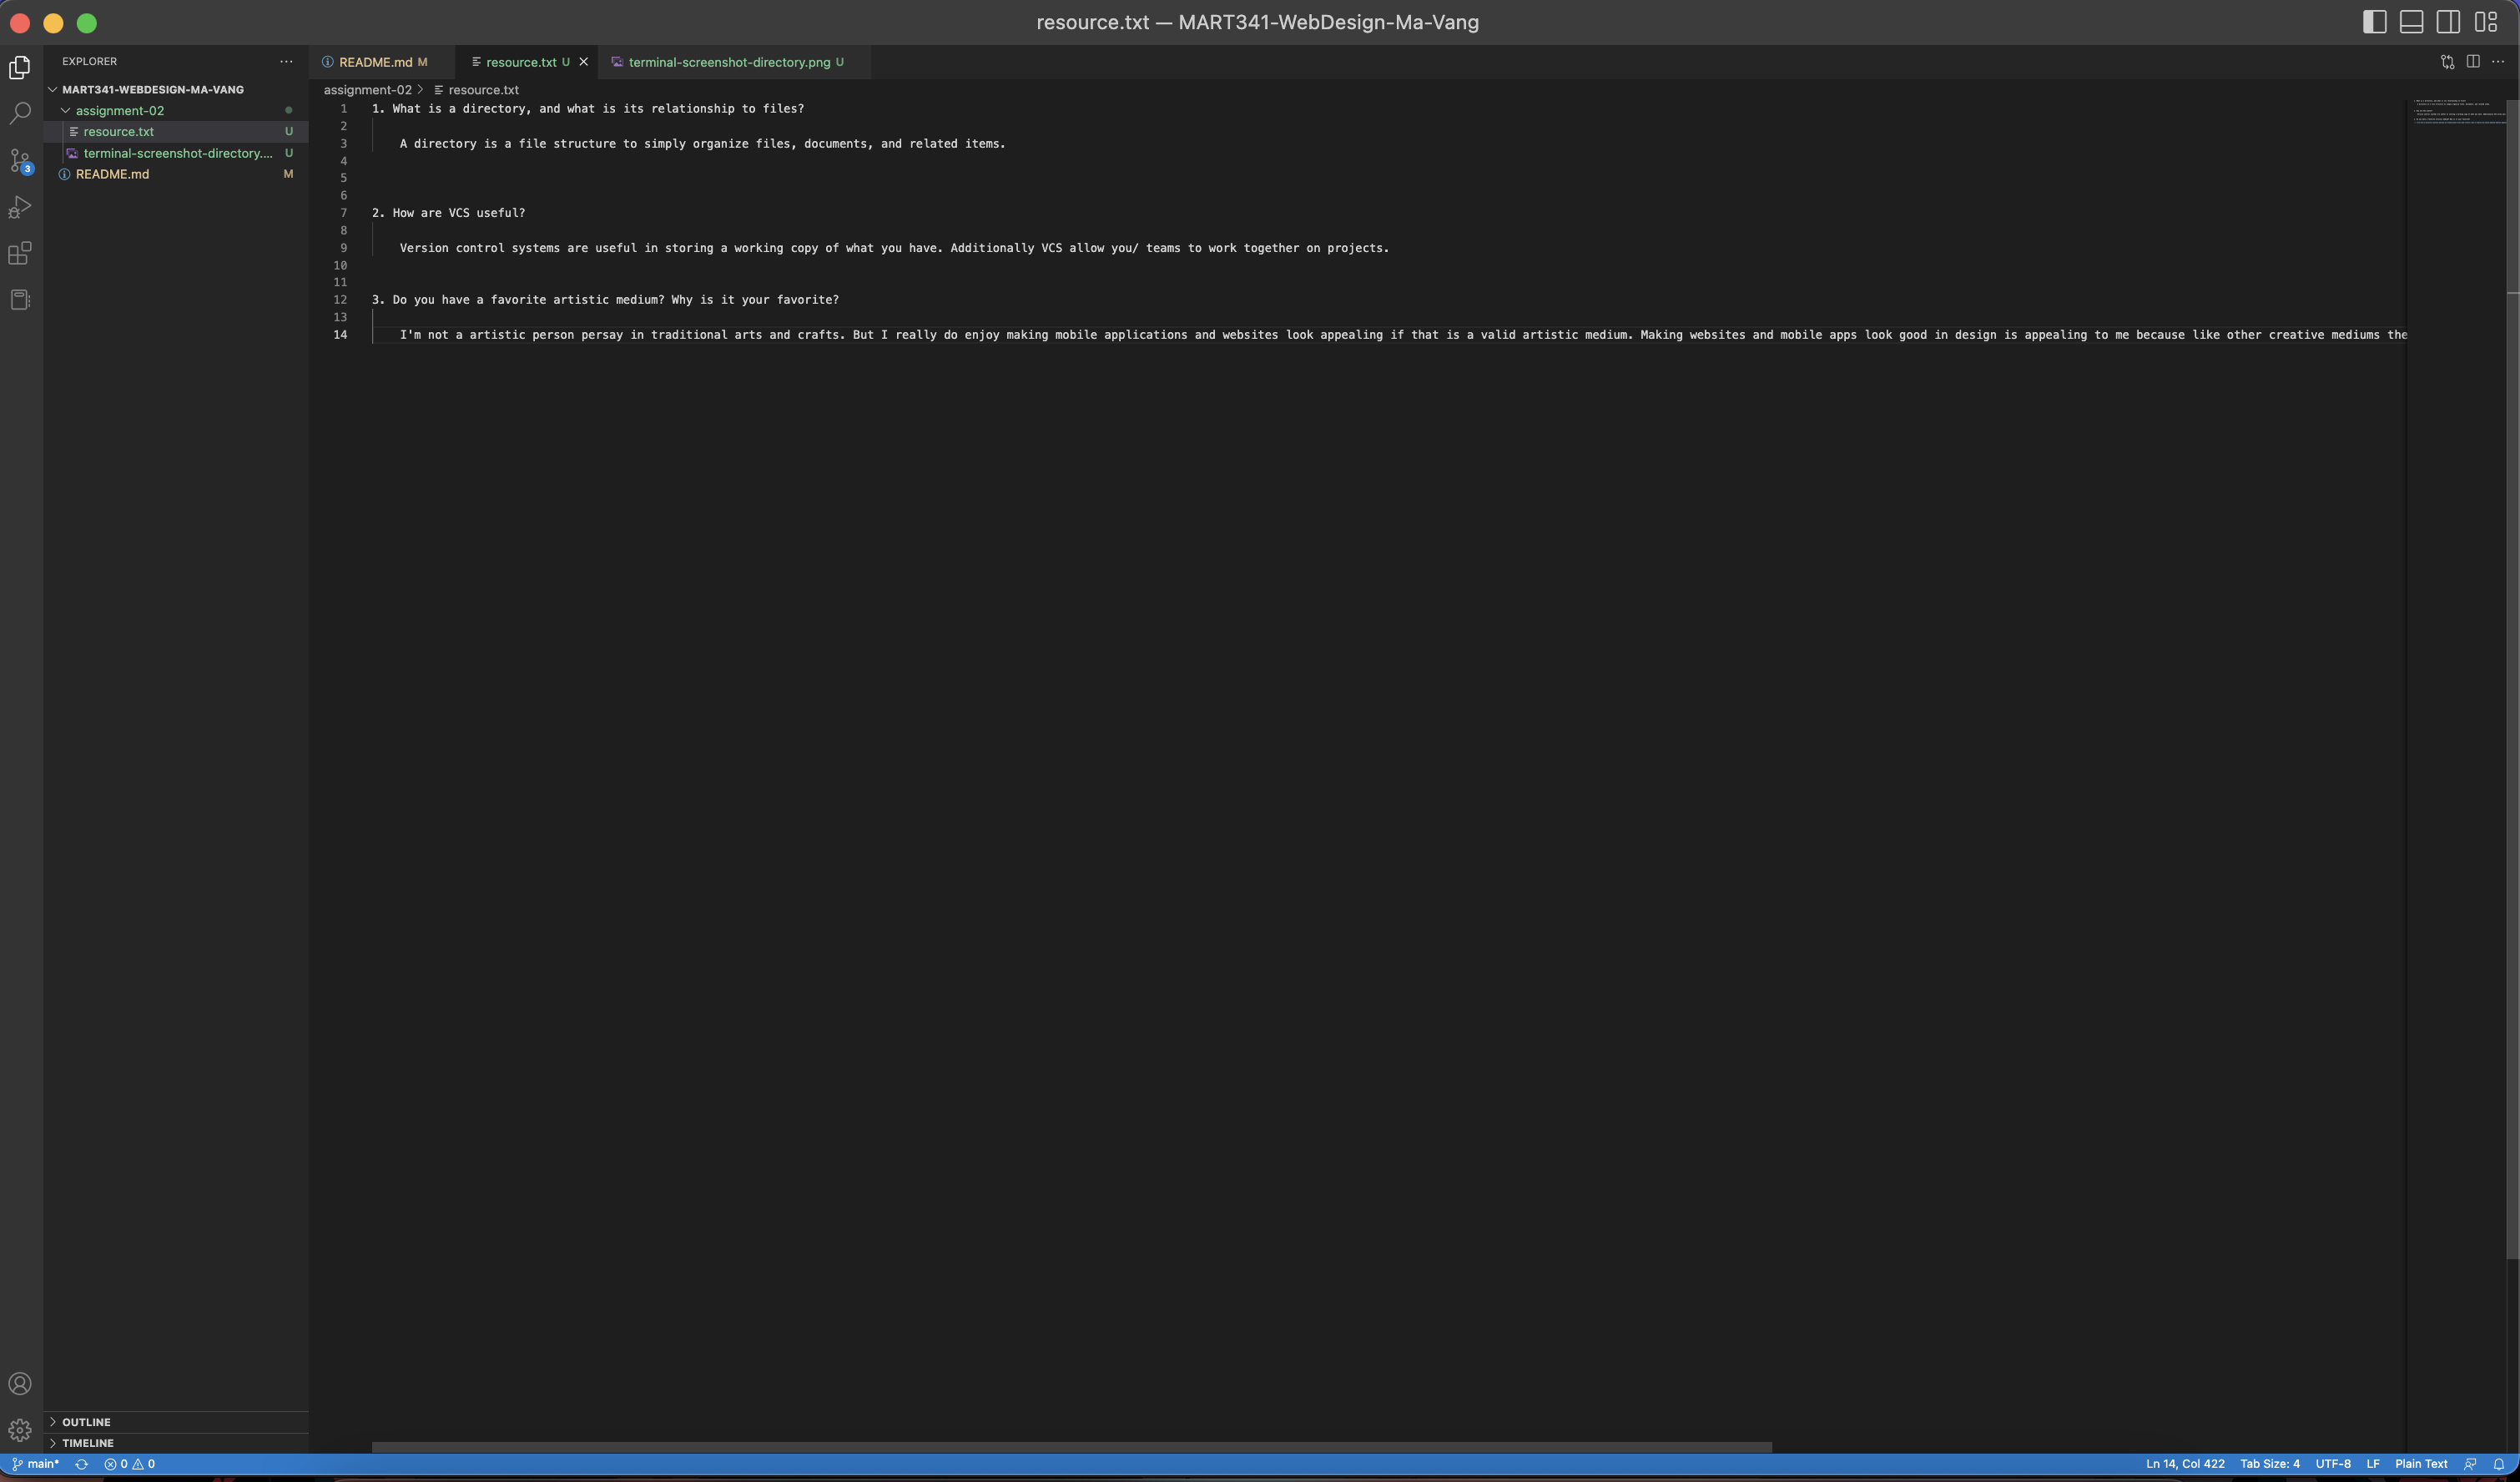 resource.txt — MART341-WebDesign-Ma-Vang
EXPLORER
README.md M
resource.txt U
terminal-screenshot-directory.png U
MART341-WEBDESIGN-MA-VANG
assignment-02
resource.txt U
terminal-screenshot-directory.... U
README.md M
3
assignment-02 > resource.txt
1 1. What is a directory, and what is its relationship to files?
2
3 A directory is a file structure to simply organize files, documents, and related items.
4
5
6
7 2. How are VCS useful?
8
9 Version control systems are useful in storing a working copy of what you have. Additionally VCS allow you/ teams to work together on projects.
10
11
12 3. Do you have a favorite artistic medium? Why is it your favorite?
13
14 I'm not a artistic person persay in traditional arts and crafts. But I really do enjoy making mobile applications and websites look appealing if that is a valid artistic medium. Making websites and mobile apps look good in design is appealing to me because like other creative mediums the
OUTLINE
TIMELINE
main* 0 0
Ln 14, Col 422 Tab Size: 4 UTF-8 LF Plain Text